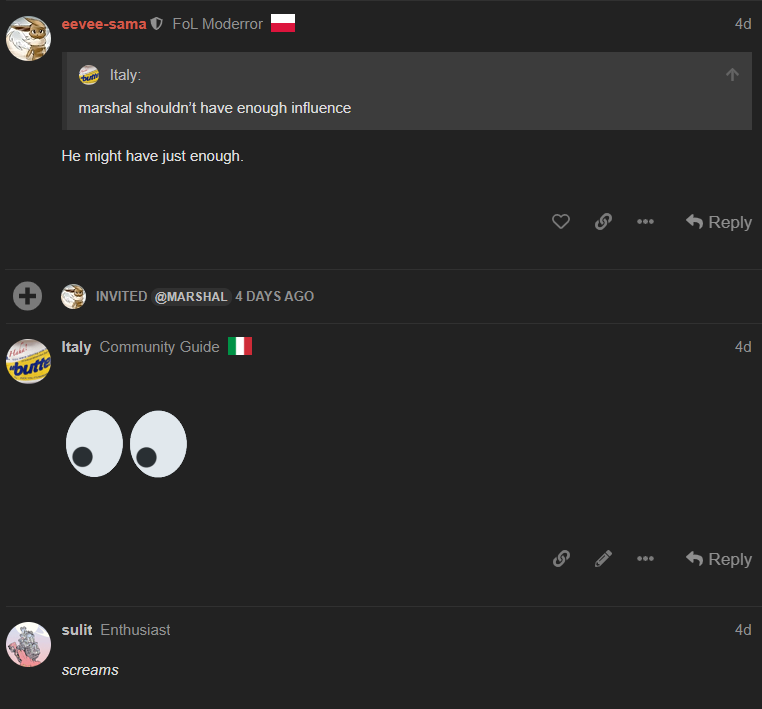 eevee-sama FoL Moderror 4d
Italy:
marshal shouldn't have enough influence
He might have just enough.
Reply
INVITED @MARSHAL 4 DAYS AGO
Italy Community Guide 4d
Reply
sulit Enthusiast 4d
screams